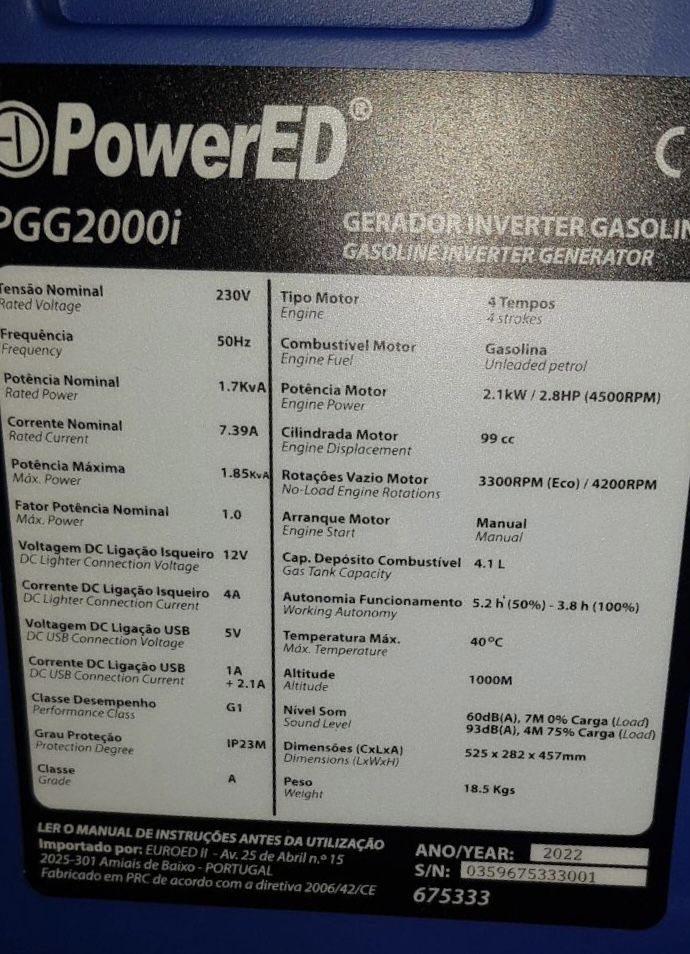 PowerED®
PGG2000i
GERADOR INVERTER
GASOLINE INVERTER GENERATOR
Tensão Nominal 230V
Rated Voltage
Frequência 50Hz
Frequency
Potência Nominal 1.7KvA
Rated Power
Corrente Nominal 7.39A
Rated Current
Potência Máxima 1.85KvA
Máx. Power
Fator Potência Nominal 1.0
Máx. Power
Voltagem DC Ligação Isqueiro 12V
DC Lighter Connection Voltage
Corrente DC Ligação Isqueiro 4A
DC Lighter Connection Current
Voltagem DC Ligação USB 5V
DC USB Connection Voltage
Corrente DC Ligação USB 1A
DC USB Connection Current + 2.1A
Classe Desempenho G1
Performance Class
Grau Proteção IP23M
Protection Degree
Classe A
Grade
Tipo Motor 4 Tempos
Engine 4 strokes
Combustível Motor Gasolina
Engine Fuel Unleaded petrol
Potência Motor 2.1kW / 2.8HP (4500RPM)
Engine Power
Cilindrada Motor 99 cc
Engine Displacement
Rotações Vazio Motor 3300RPM (Eco) / 4200RPM
No-Load Engine Rotations
Arranque Motor Manual
Engine Start Manual
Cap. Depósito Combustível 4.1 L
Gas Tank Capacity
Autonomia Funcionamento 5.2 h (50%) - 3.8 h (100%)
Working Autonomy
Temperatura Máx. 40ºC
Máx. Temperature
Altitude 1000M
Altitude
Nível Som 60dB(A), 7M 0% Carga (Load)
Sound Level 93dB(A), 4M 75% Carga (Load)
Dimensões (CxLxA) 525 x 282 x 457mm
Dimensions (LxWxH)
Peso 18.5 Kgs
Weight
LER O MANUAL DE INSTRUÇÕES ANTES DA UTILIZAÇÃO
Importado por: EUROED II - Av. 25 de Abril n.º 15
2025-301 Amiais de Baixo - PORTUGAL
Fabricado em PRC de acordo com a diretiva 2006/42/CE
ANO/YEAR: 2022
S/N: 0359675333001
675333